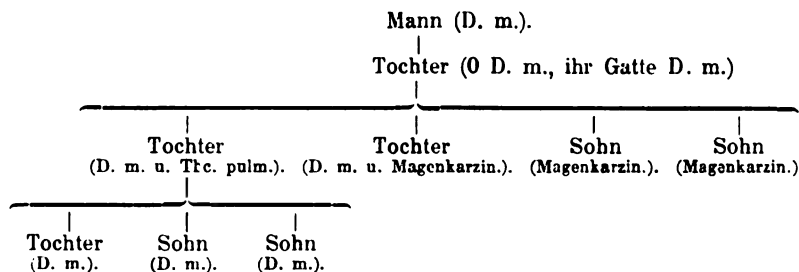 Mann (D. m.).
Tochter (0 D. m., ihr Gatte D. m.)
Tochter Tochter Sohn Sohn
(D. m. u. Tbc. pulm.). (D. m. u. Magenkarzin.). (Magenkarzin.). (Magenkarzin.)
Tochter Sohn Sohn
(D. m.). (D. m.). (D. m.).